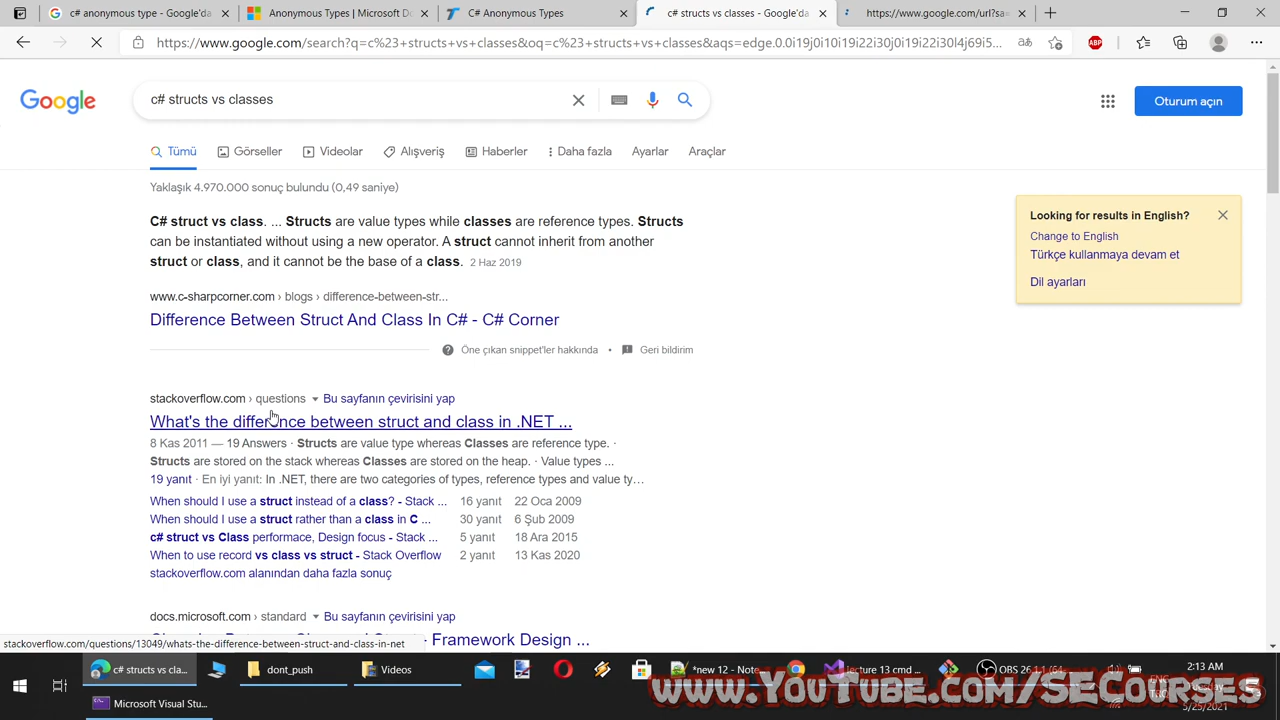 c# anonymous type - Google'da
Anonymous Types | Microsoft Do
C# Anonymous Types
c# structs vs classes - Google'da
https://www.google.com/url?sa=
https://www.google.com/search?q=c%23+structs+vs+classes&oq=c%23+structs+vs+classes&aqs=edge.0.0i19j0i10i19i22i30j0i19i22i30l4j69i5...
ABP
Google
c# structs vs classes
Oturum açın
Tümü
Görseller
Videolar
Alışveriş
Haberler
Daha fazla
Ayarlar
Araçlar
Yaklaşık 4.970.000 sonuç bulundu (0,49 saniye)
C# struct vs class. ... Structs are value types while classes are reference types. Structs
can be instantiated without using a new operator. A struct cannot inherit from another
struct or class, and it cannot be the base of a class. 2 Haz 2019
www.c-sharpcorner.com › blogs › difference-between-str...
Difference Between Struct And Class In C# - C# Corner
Öne çıkan snippet'ler hakkında • Geri bildirim
Looking for results in English?
Change to English
Türkçe kullanmaya devam et
Dil ayarları
stackoverflow.com › questions Bu sayfanın çevirisini yap
What's the difference between struct and class in .NET ...
8 Kas 2011 — 19 Answers · Structs are value type whereas Classes are reference type. ·
Structs are stored on the stack whereas Classes are stored on the heap. · Value types ...
19 yanıt · En iyi yanıt: In .NET, there are two categories of types, reference types and value ty…
When should I use a struct instead of a class? - Stack ... 16 yanıt 22 Oca 2009
When should I use a struct rather than a class in C ... 30 yanıt 6 Şub 2009
c# struct vs Class performace, Design focus - Stack ... 5 yanıt 18 Ara 2015
When to use record vs class vs struct - Stack Overflow 2 yanıt 13 Kas 2020
stackoverflow.com alanından daha fazla sonuç
docs.microsoft.com › standard Bu sayfanın çevirisini yap
- Framework Design ...
stackoverflow.com/questions/13049/whats-the-difference-between-struct-and-class-in-net
c# structs vs cla...
dont_push
Videos
*new 12 - Note...
lecture 13 cmd ...
OBS 26.1.1 (64...
2:13 AM
ENG
5/25/2021
Microsoft Visual Stu...
www.YouTube.com/SECourses